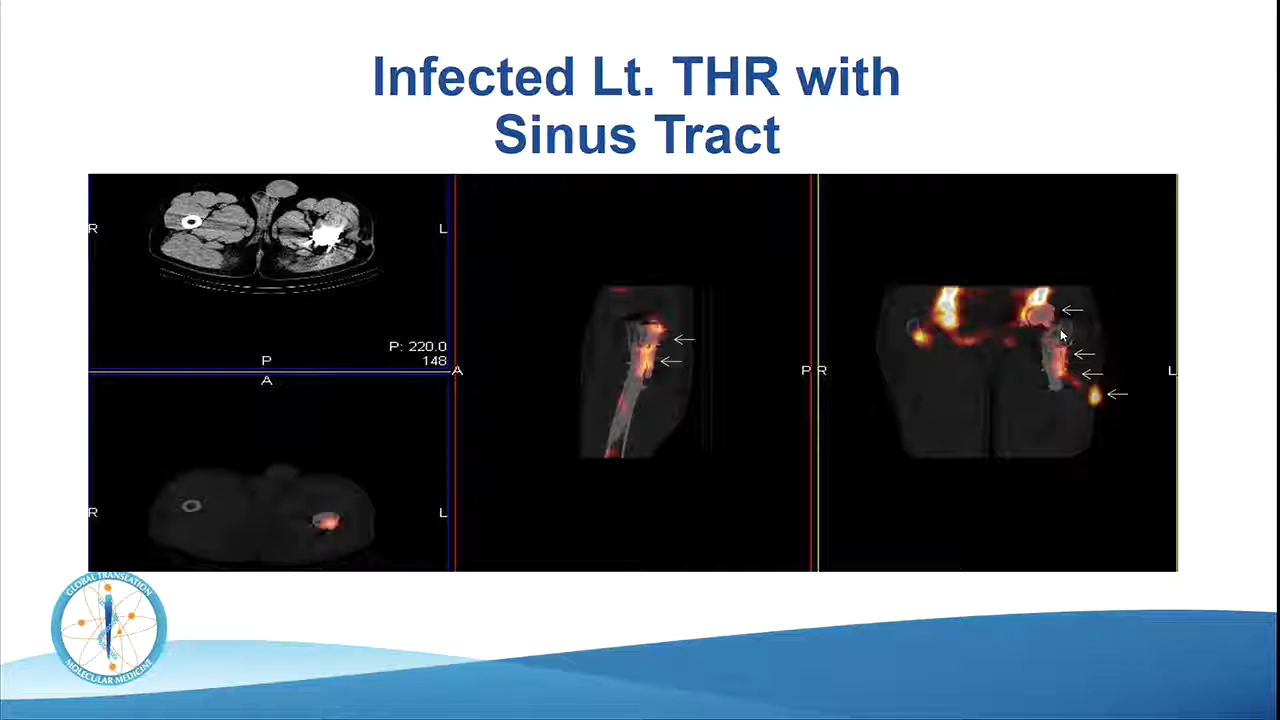 Infected Lt. THR with
Sinus Tract
R
L
P: 220.0
148
P
A
R
L
A
P
R
L
GLOBAL TRANSLATION
MOLECULAR MEDICINE